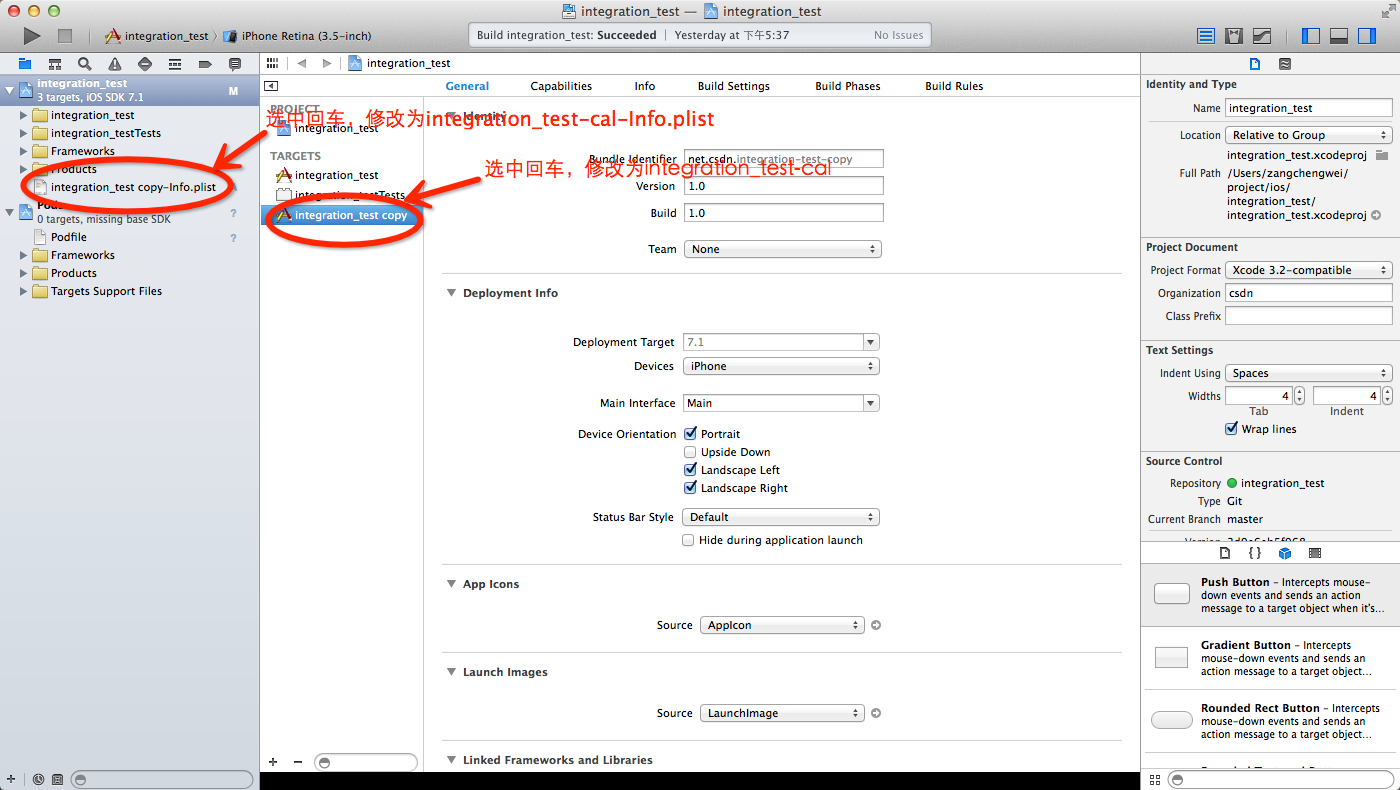 integration_test — integration_test
integration_test 〉 iPhone Retina (3.5-inch)
Build integration_test: Succeeded | Yesterday at 下午5:37 No Issues
integration_test
3 targets, iOS SDK 7.1
M
integration_test
integration_testTests
Frameworks
Products
integration_test copy-Info.plist
0 targets, missing base SDK
?
Podfile
?
Frameworks
Products
Targets Support Files
integration_test
General Capabilities Info Build Settings Build Phases Build Rules
PROJECT
integration_test
TARGETS
integration_test
integration_testTests
integration_test copy
选中回车，修改为integration_test-cal-Info.plist
选中回车，修改为integration_test-cal
Identity
Bundle Identifier net.csdn.integration-test-copy
Version 1.0
Build 1.0
Team None
Deployment Info
Deployment Target 7.1
Devices iPhone
Main Interface Main
Device Orientation Portrait
Upside Down
Landscape Left
Landscape Right
Status Bar Style Default
Hide during application launch
App Icons
Source AppIcon
Launch Images
Source LaunchImage
Linked Frameworks and Libraries
Identity and Type
Name integration_test
Location Relative to Group
integration_test.xcodeproj
Full Path /Users/zangchengwei/
project/ios/
integration_test/
integration_test.xcodeproj
Project Document
Project Format Xcode 3.2-compatible
Organization csdn
Class Prefix
Text Settings
Indent Using Spaces
Widths 4 4
Tab Indent
Wrap lines
Source Control
Repository integration_test
Type Git
Current Branch master
Push Button – Intercepts mouse-
down events and sends an action
message to a target object when it's...
Gradient Button – Intercepts
mouse-down events and sends an
action message to a target object...
Rounded Rect Button – Intercepts
mouse-down events and sends an
action message to a target object...